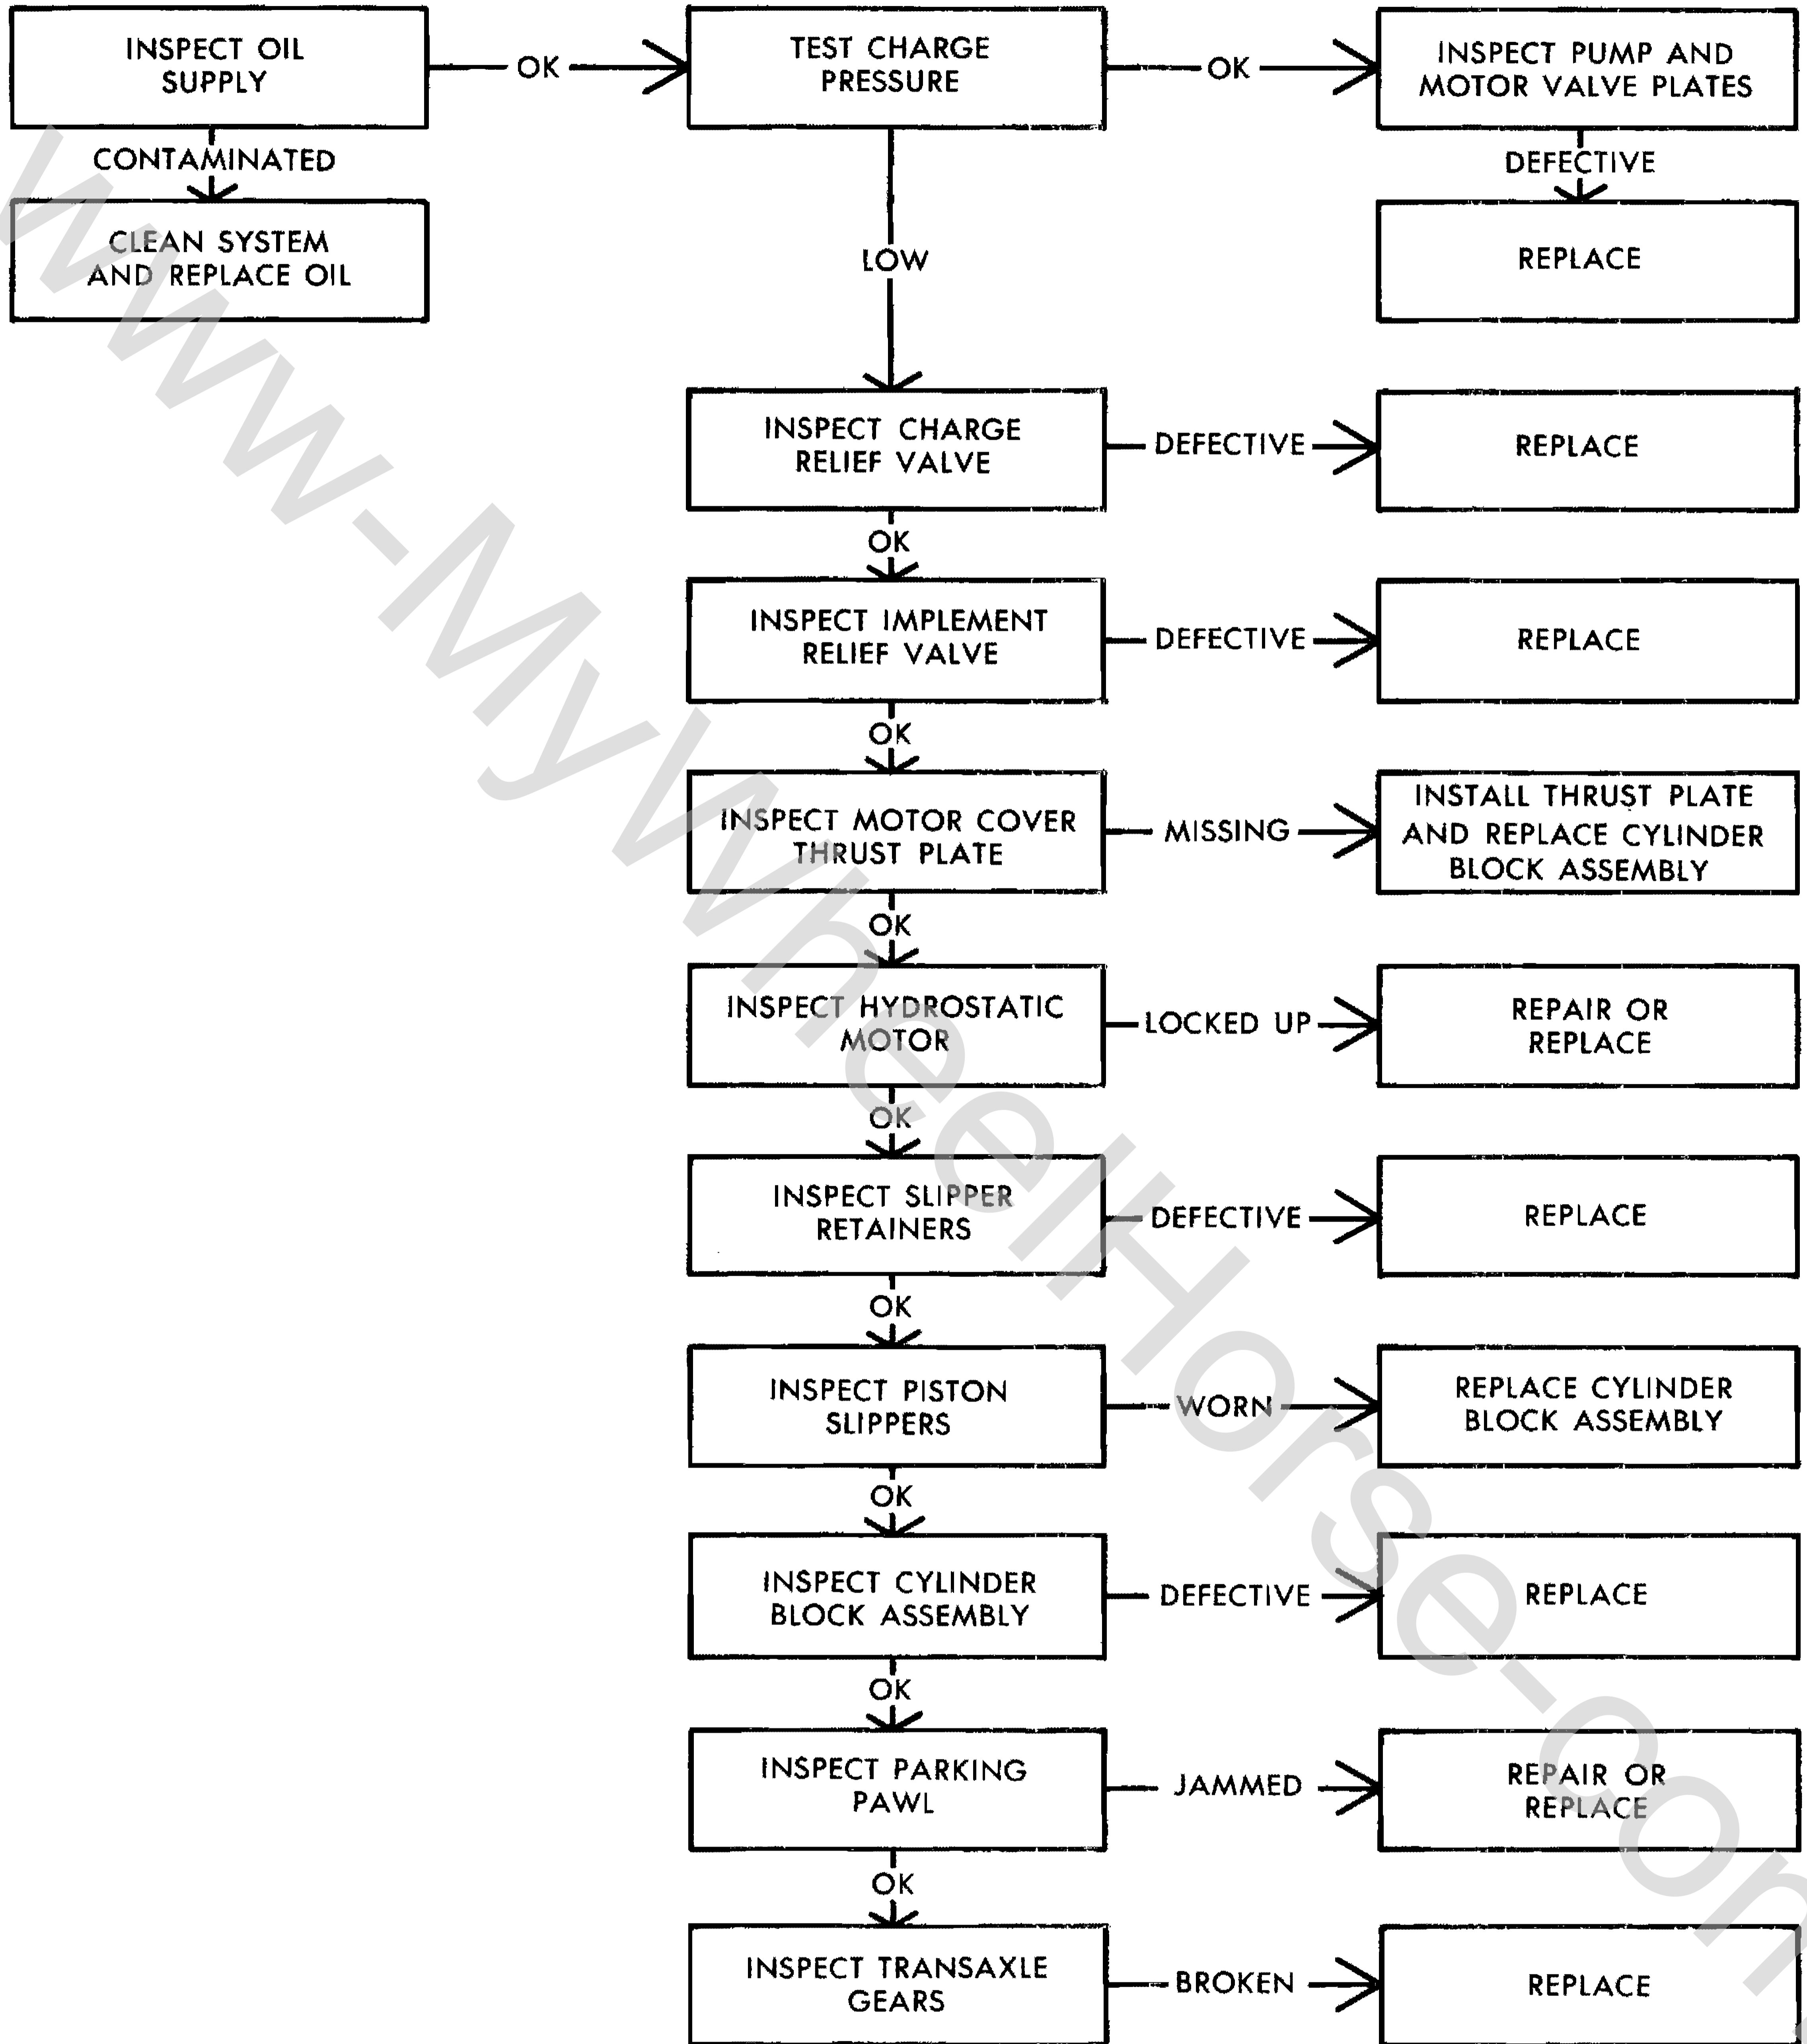 INSPECT OIL
SUPPLY
OK
TEST CHARGE
PRESSURE
OK
INSPECT PUMP AND
MOTOR VALVE PLATES
CONTAMINATED
DEFECTIVE
CLEAN SYSTEM
AND REPLACE OIL
LOW
REPLACE
INSPECT CHARGE
RELIEF VALVE
DEFECTIVE
REPLACE
OK
INSPECT IMPLEMENT
RELIEF VALVE
DEFECTIVE
REPLACE
OK
INSPECT MOTOR COVER
THRUST PLATE
MISSING
INSTALL THRUST PLATE
AND REPLACE CYLINDER
BLOCK ASSEMBLY
OK
INSPECT HYDROSTATIC
MOTOR
LOCKED UP
REPAIR OR
REPLACE
OK
INSPECT SLIPPER
RETAINERS
DEFECTIVE
REPLACE
OK
INSPECT PISTON
SLIPPERS
WORN
REPLACE CYLINDER
BLOCK ASSEMBLY
OK
INSPECT CYLINDER
BLOCK ASSEMBLY
DEFECTIVE
REPLACE
OK
INSPECT PARKING
PAWL
JAMMED
REPAIR OR
REPLACE
OK
INSPECT TRANSAXLE
GEARS
BROKEN
REPLACE
www-MyWheelHorse-com